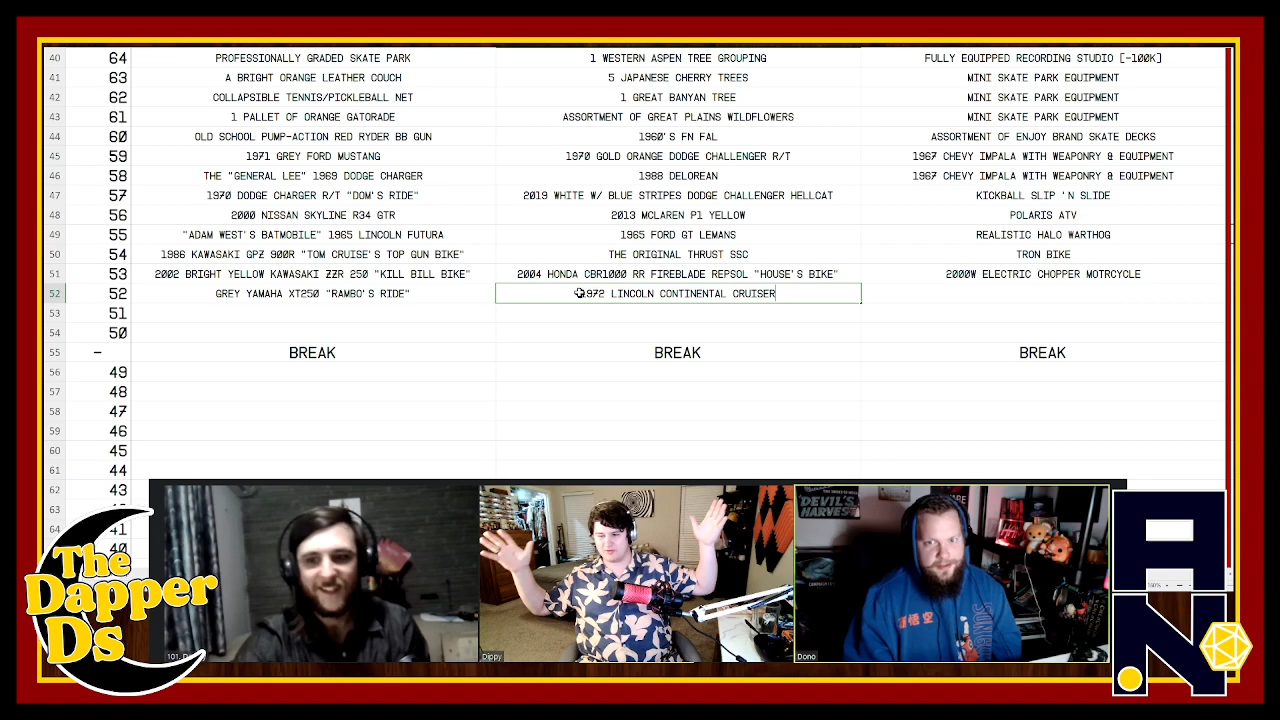 40 64 PROFESSIONALLY GRADED SKATE PARK 1 WESTERN ASPEN TREE GROUPING FULLY EQUIPPED RECORDING STUDIO [-100K]
41 63 A BRIGHT ORANGE LEATHER COUCH 5 JAPANESE CHERRY TREES MINI SKATE PARK EQUIPMENT
42 62 COLLAPSIBLE TENNIS/PICKLEBALL NET 1 GREAT BANYAN TREE MINI SKATE PARK EQUIPMENT
43 61 1 PALLET OF ORANGE GATORADE ASSORTMENT OF GREAT PLAINS WILDFLOWERS MINI SKATE PARK EQUIPMENT
44 60 OLD SCHOOL PUMP-ACTION RED RYDER BB GUN 1960'S FN FAL ASSORTMENT OF ENJOY BRAND SKATE DECKS
45 59 1971 GREY FORD MUSTANG 1970 GOLD ORANGE DODGE CHALLENGER R/T 1967 CHEVY IMPALA WITH WEAPONRY & EQUIPMENT
46 58 THE "GENERAL LEE" 1969 DODGE CHARGER 1988 DELOREAN 1967 CHEVY IMPALA WITH WEAPONRY & EQUIPMENT
47 57 1970 DODGE CHARGER R/T "DOM'S RIDE" 2019 WHITE W/ BLUE STRIPES DODGE CHALLENGER HELLCAT KICKBALL SLIP 'N SLIDE
48 56 2000 NISSAN SKYLINE R34 GTR 2013 MCLAREN P1 YELLOW POLARIS ATV
49 55 "ADAM WEST'S BATMOBILE" 1965 LINCOLN FUTURA 1965 FORD GT LEMANS REALISTIC HALO WARTHOG
50 54 1986 KAWASAKI GPZ 900R "TOM CRUISE'S TOP GUN BIKE" THE ORIGINAL THRUST SSC TRON BIKE
51 53 2002 BRIGHT YELLOW KAWASAKI ZZR 250 "KILL BILL BIKE" 2004 HONDA CBR1000 RR FIREBLADE REPSOL "HOUSE'S BIKE" 2000W ELECTRIC CHOPPER MOTRCYCLE
52 52 GREY YAMAHA XT250 "RAMBO'S RIDE" 1972 LINCOLN CONTINENTAL CRUISER
53 51
54 50
55 - BREAK BREAK BREAK
56 49
57 48
58 47
59 46
60 45
61 44
62 43
63
64 41
40
160%
DEVIL'S
HARVEST
悟空
101. D
Dippy
Dono
The
Dapper
Ds
A
N